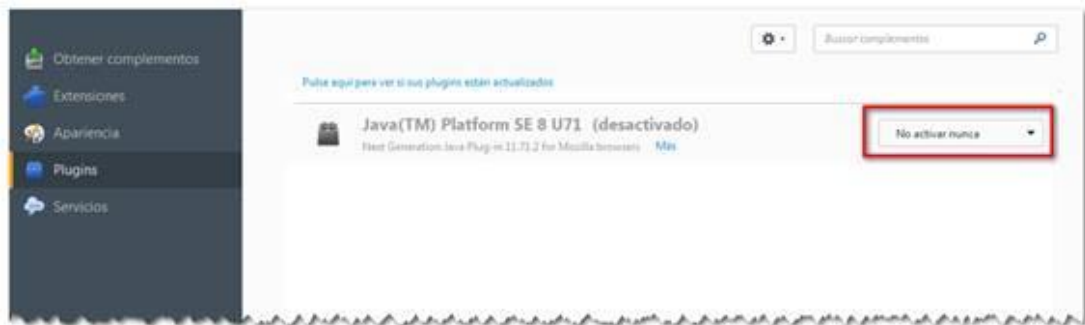 Buscar complementos
Obtener complementos
Extensiones
Apariencia
Plugins
Servicios
Pulse aquí para ver si sus plugins están actualizados
Java(TM) Platform SE 8 U71 (desactivado)
Next Generation Java Plug-in 11.71.2 for Mozilla browsers Más
No activar nunca